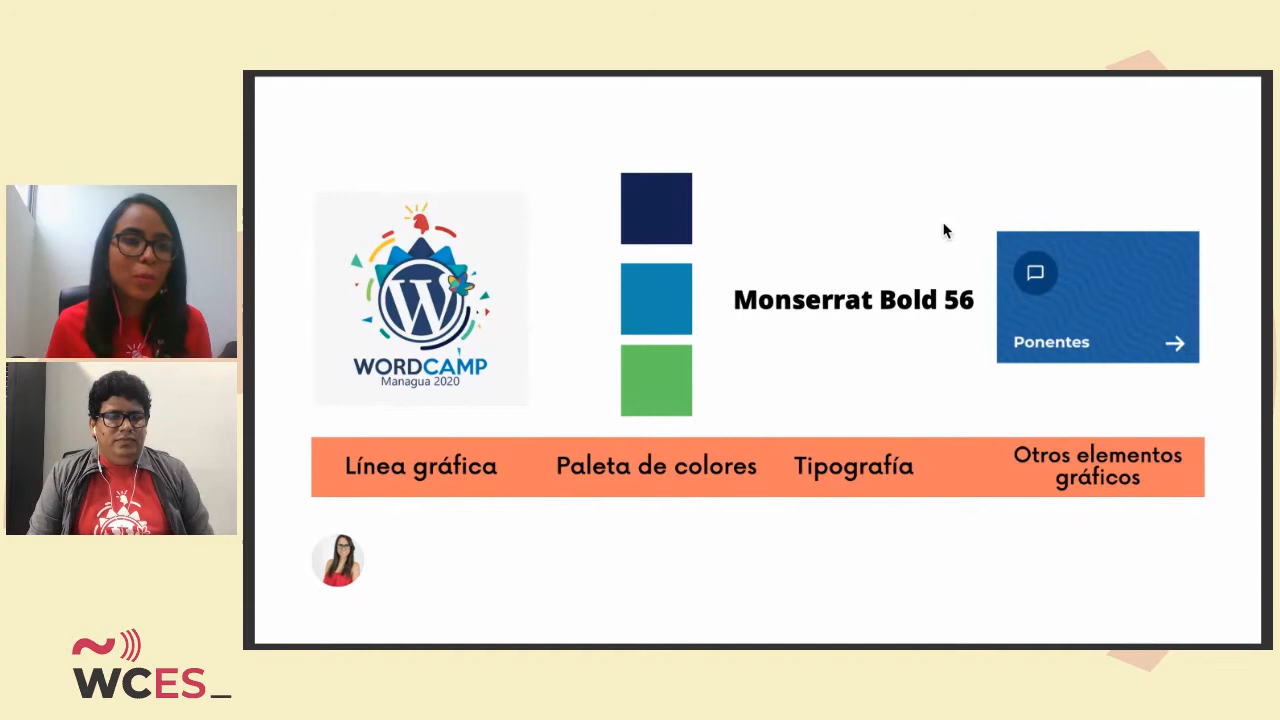 WORDCAMP
Managua 2020
Monserrat Bold 56
Ponentes
Línea gráfica
Paleta de colores
Tipografía
Otros elementos
gráficos
WCES_